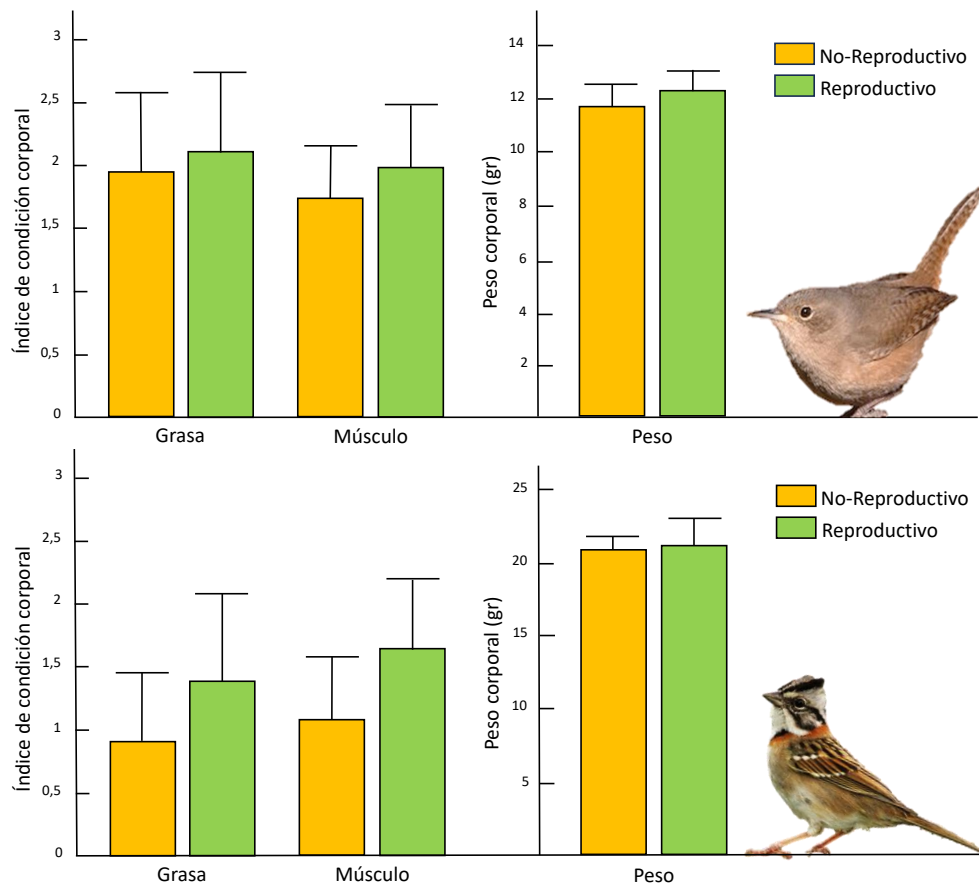 Índice de condición corporal
3
2,5
2
1,5
1
0,5
0
Grasa
Músculo
Peso corporal (gr)
14
12
10
8
6
4
2
Peso
No-Reproductivo
Reproductivo
Índice de condición corporal
3
2,5
2
1,5
1
0,5
0
Grasa
Músculo
Peso corporal (gr)
25
20
15
10
5
Peso
No-Reproductivo
Reproductivo